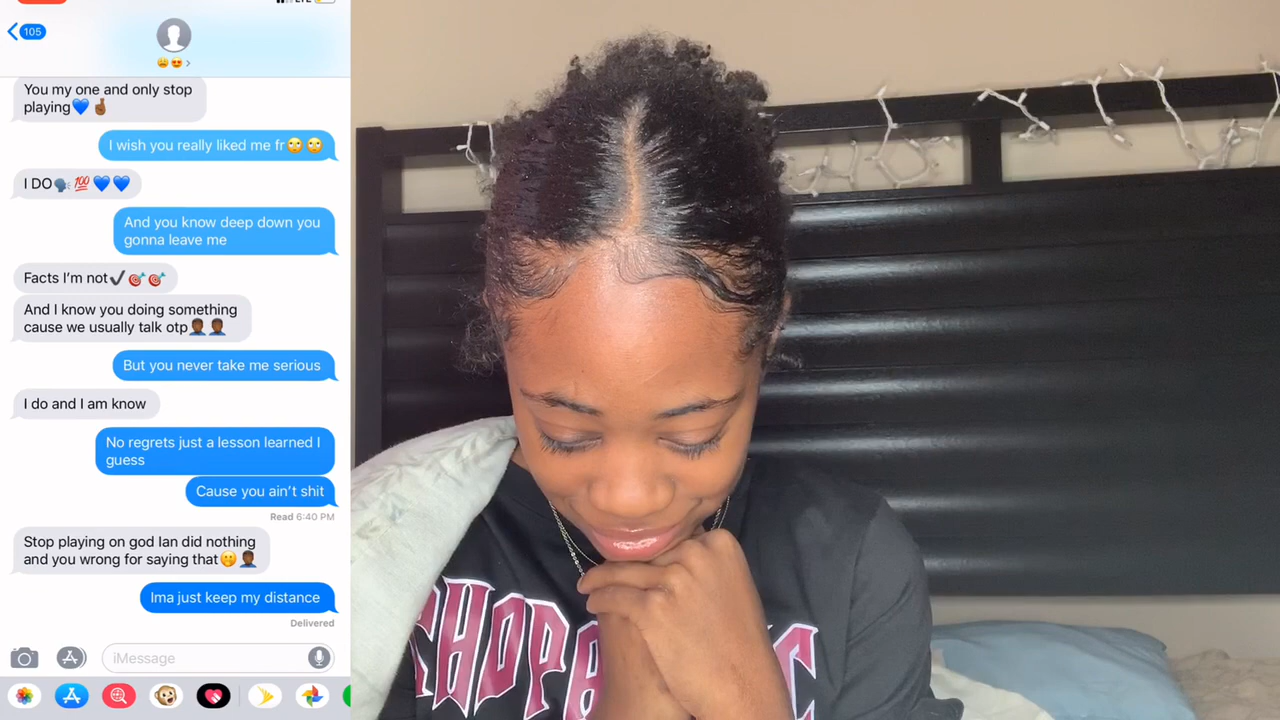 LTE
105
You my one and only stop
playing💙🤞🏾
I wish you really liked me fr🙄 🙄
I DO🗣💯💙💙
And you know deep down you
gonna leave me
Facts I'm not✔️🎯🎯
And I know you doing something
cause we usually talk otp🤦🏾‍♂️🤦🏾‍♂️
But you never take me serious
I do and I am know
No regrets just a lesson learned I
guess
Cause you ain't shit
Read 6:40 PM
Stop playing on god Ian did nothing
and you wrong for saying that🤭🤦🏾‍♂️
Ima just keep my distance
Delivered
iMessage